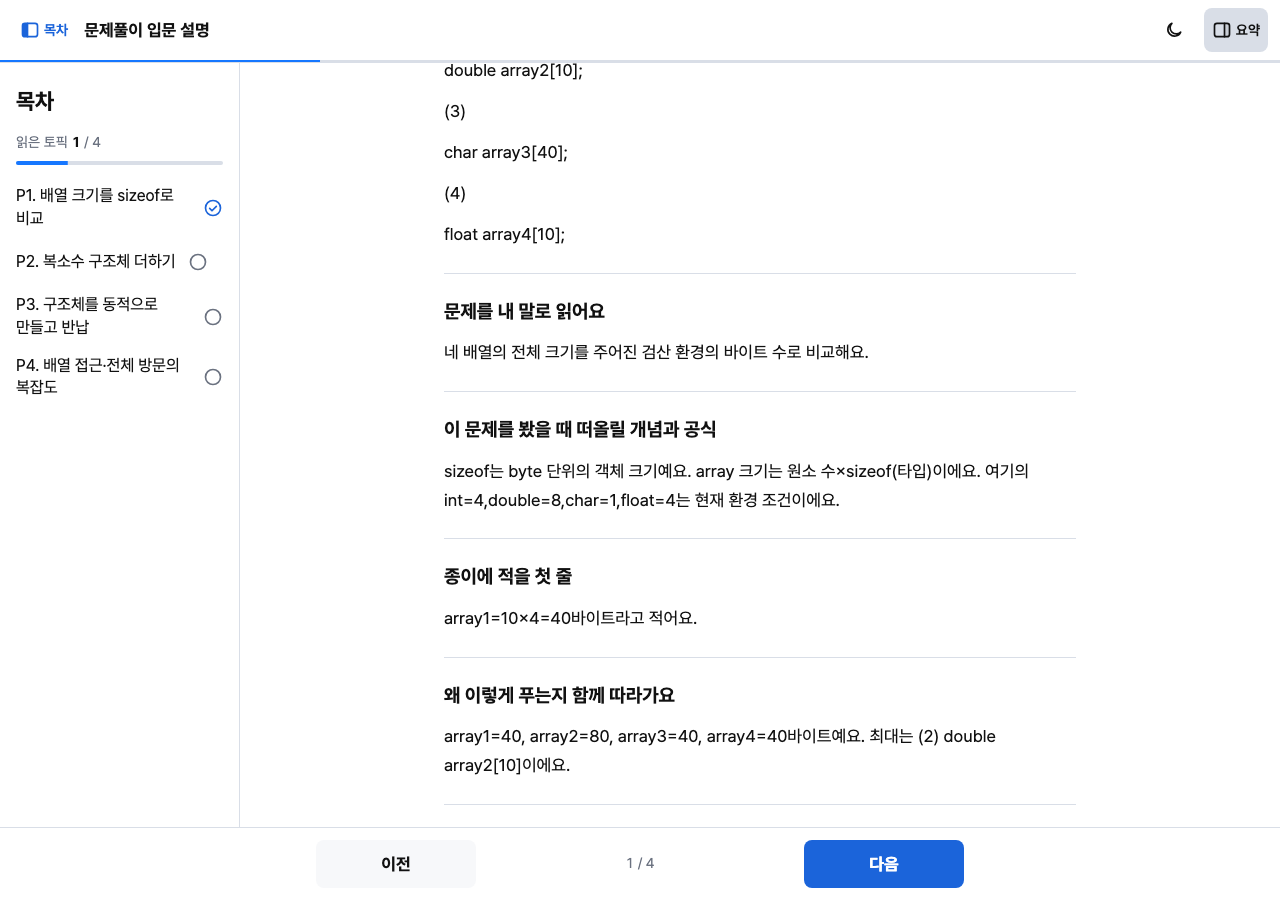 목차
문제풀이 입문 설명
요약
목차
읽은 토픽 1 / 4
P1. 배열 크기를 sizeof로
비교
P2. 복소수 구조체 더하기
P3. 구조체를 동적으로
만들고 반납
P4. 배열 접근·전체 방문의
복잡도
double array2[10];
(3)
char array3[40];
(4)
float array4[10];
문제를 내 말로 읽어요
네 배열의 전체 크기를 주어진 검산 환경의 바이트 수로 비교해요.
이 문제를 봤을 때 떠올릴 개념과 공식
sizeof는 byte 단위의 객체 크기예요. array 크기는 원소 수×sizeof(타입)이에요. 여기의
int=4,double=8,char=1,float=4는 현재 환경 조건이에요.
종이에 적을 첫 줄
array1=10×4=40바이트라고 적어요.
왜 이렇게 푸는지 함께 따라가요
array1=40, array2=80, array3=40, array4=40바이트예요. 최대는 (2) double
array2[10]이에요.
이전
1 / 4
다음